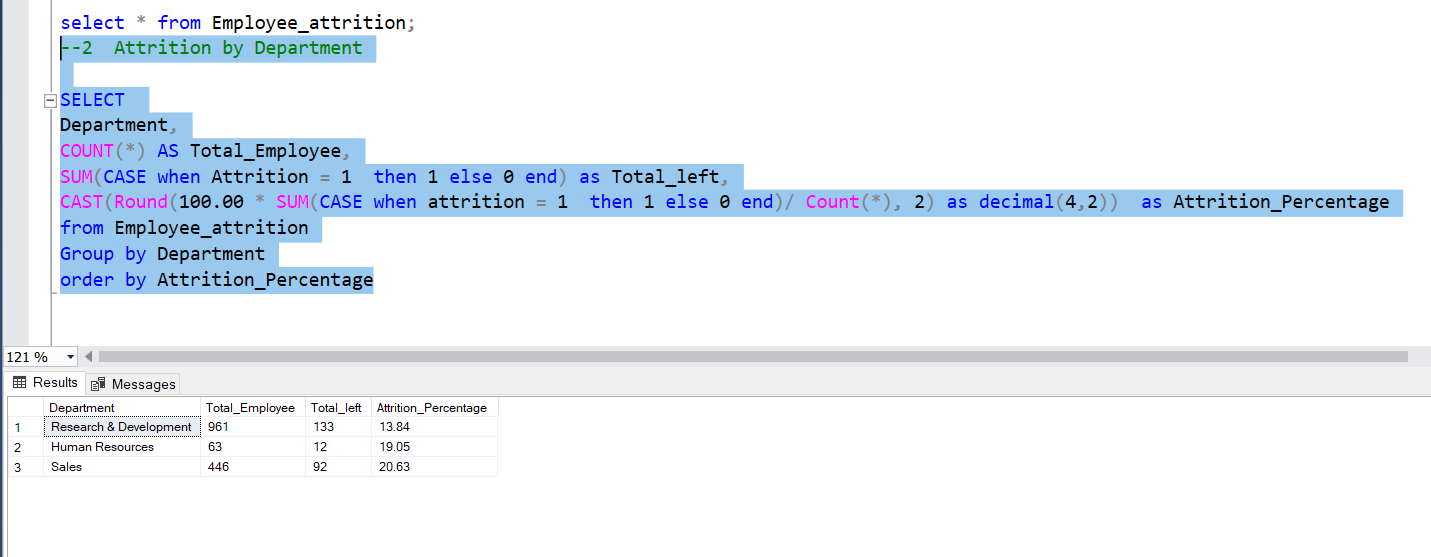 select * from Employee_attrition;
--2  Attrition by Department
SELECT
Department,
COUNT(*) AS Total_Employee,
SUM(CASE when Attrition = 1  then 1 else 0 end) as Total_left,
CAST(Round(100.00 * SUM(CASE when attrition = 1  then 1 else 0 end)/ Count(*), 2) as decimal(4,2))  as Attrition_Percentage
from Employee_attrition
Group by Department
order by Attrition_Percentage
121 %
Results Messages
Department Total_Employee Total_left Attrition_Percentage
1 Research & Development 961 133 13.84
2 Human Resources 63 12 19.05
3 Sales 446 92 20.63